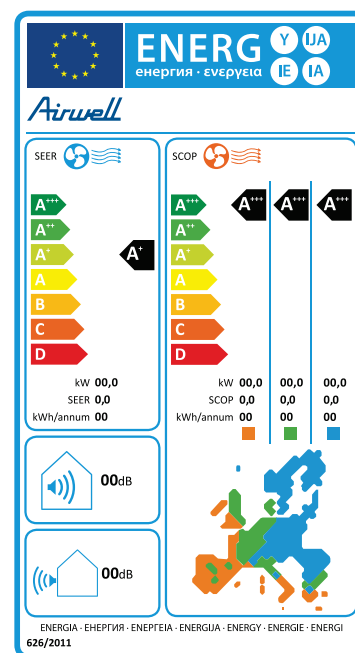 ENERG Y IJA
енергия · ενεργεια IE IA
Airwell
SEER
A+++
A++
A+
A
B
C
D
A+
kW 00,0
SEER 0,0
kWh/annum 00
SCOP
A+++
A++
A+
A
B
C
D
A+++ A+++ A+++
kW 00,0 00,0 00,0
SCOP 0,0 0,0 0,0
kWh/annum 00 00 00
00dB
00dB
ENERGIA · ЕНЕРГИЯ · ΕΝΕΡΓΕΙΑ · ENERGIJA · ENERGY · ENERGIE · ENERGI
626/2011